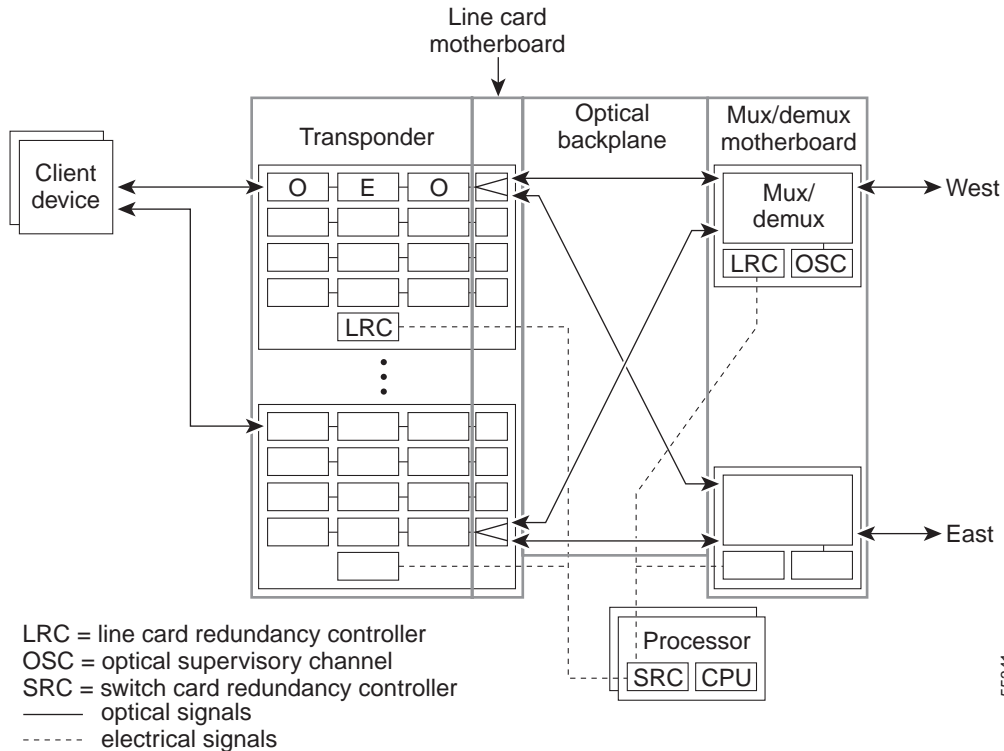 Line card
motherboard
Optical
backplane
Mux/demux
motherboard
Transponder
Client
device
O E O
Mux/
demux
West
LRC OSC
LRC
East
Processor
SRC CPU
LRC = line card redundancy controller
OSC = optical supervisory channel
SRC = switch card redundancy controller
optical signals
electrical signals